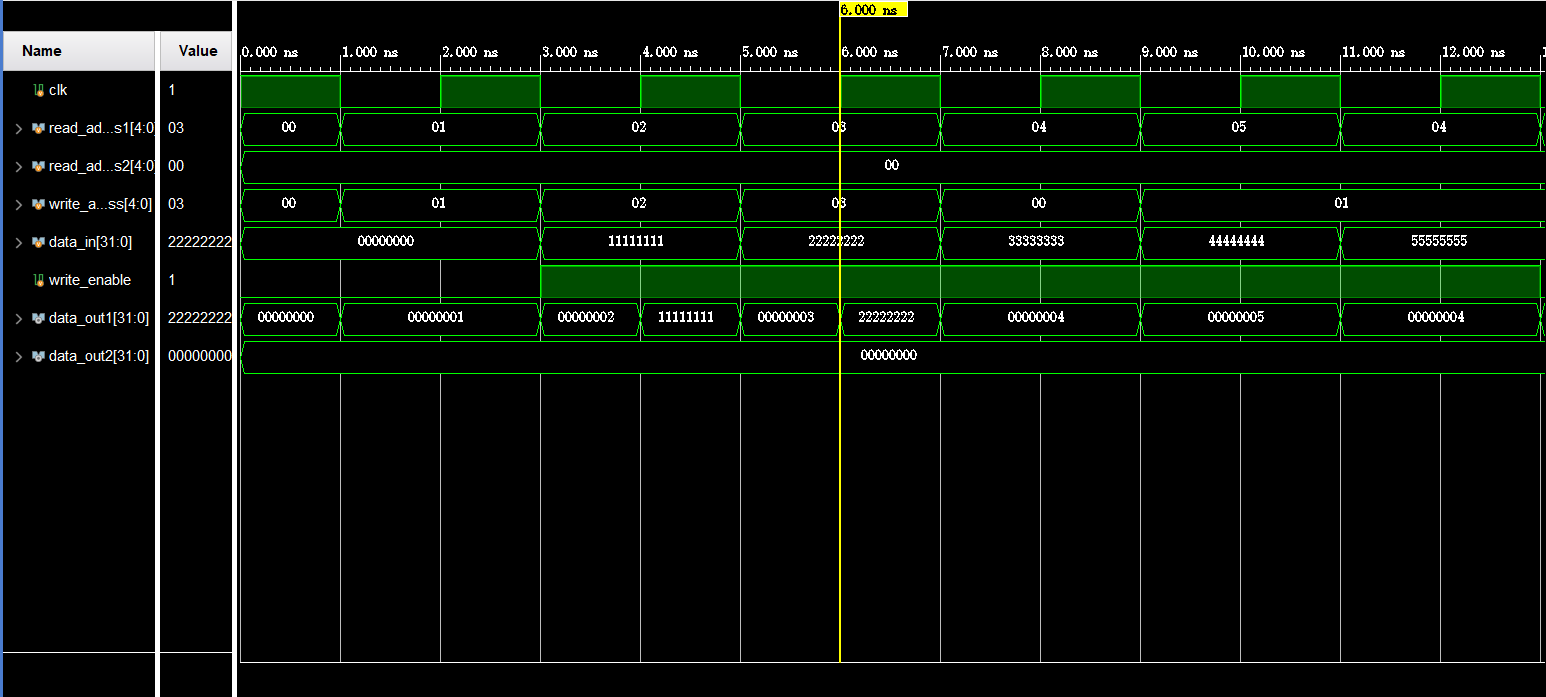 6.000 ns
Name Value 0.000 ns 1.000 ns 2.000 ns 3.000 ns 4.000 ns 5.000 ns 6.000 ns 7.000 ns 8.000 ns 9.000 ns 10.000 ns 11.000 ns 12.000 ns
clk 1
read_ad...s1[4:0] 03 00 01 02 03 04 05 04
read_ad...s2[4:0] 00 00
write_a...ss[4:0] 03 00 01 02 03 00 01
data_in[31:0] 22222222 00000000 11111111 22222222 33333333 44444444 55555555
write_enable 1
data_out1[31:0] 22222222 00000000 00000001 00000002 11111111 00000003 22222222 00000004 00000005 00000004
data_out2[31:0] 00000000 00000000